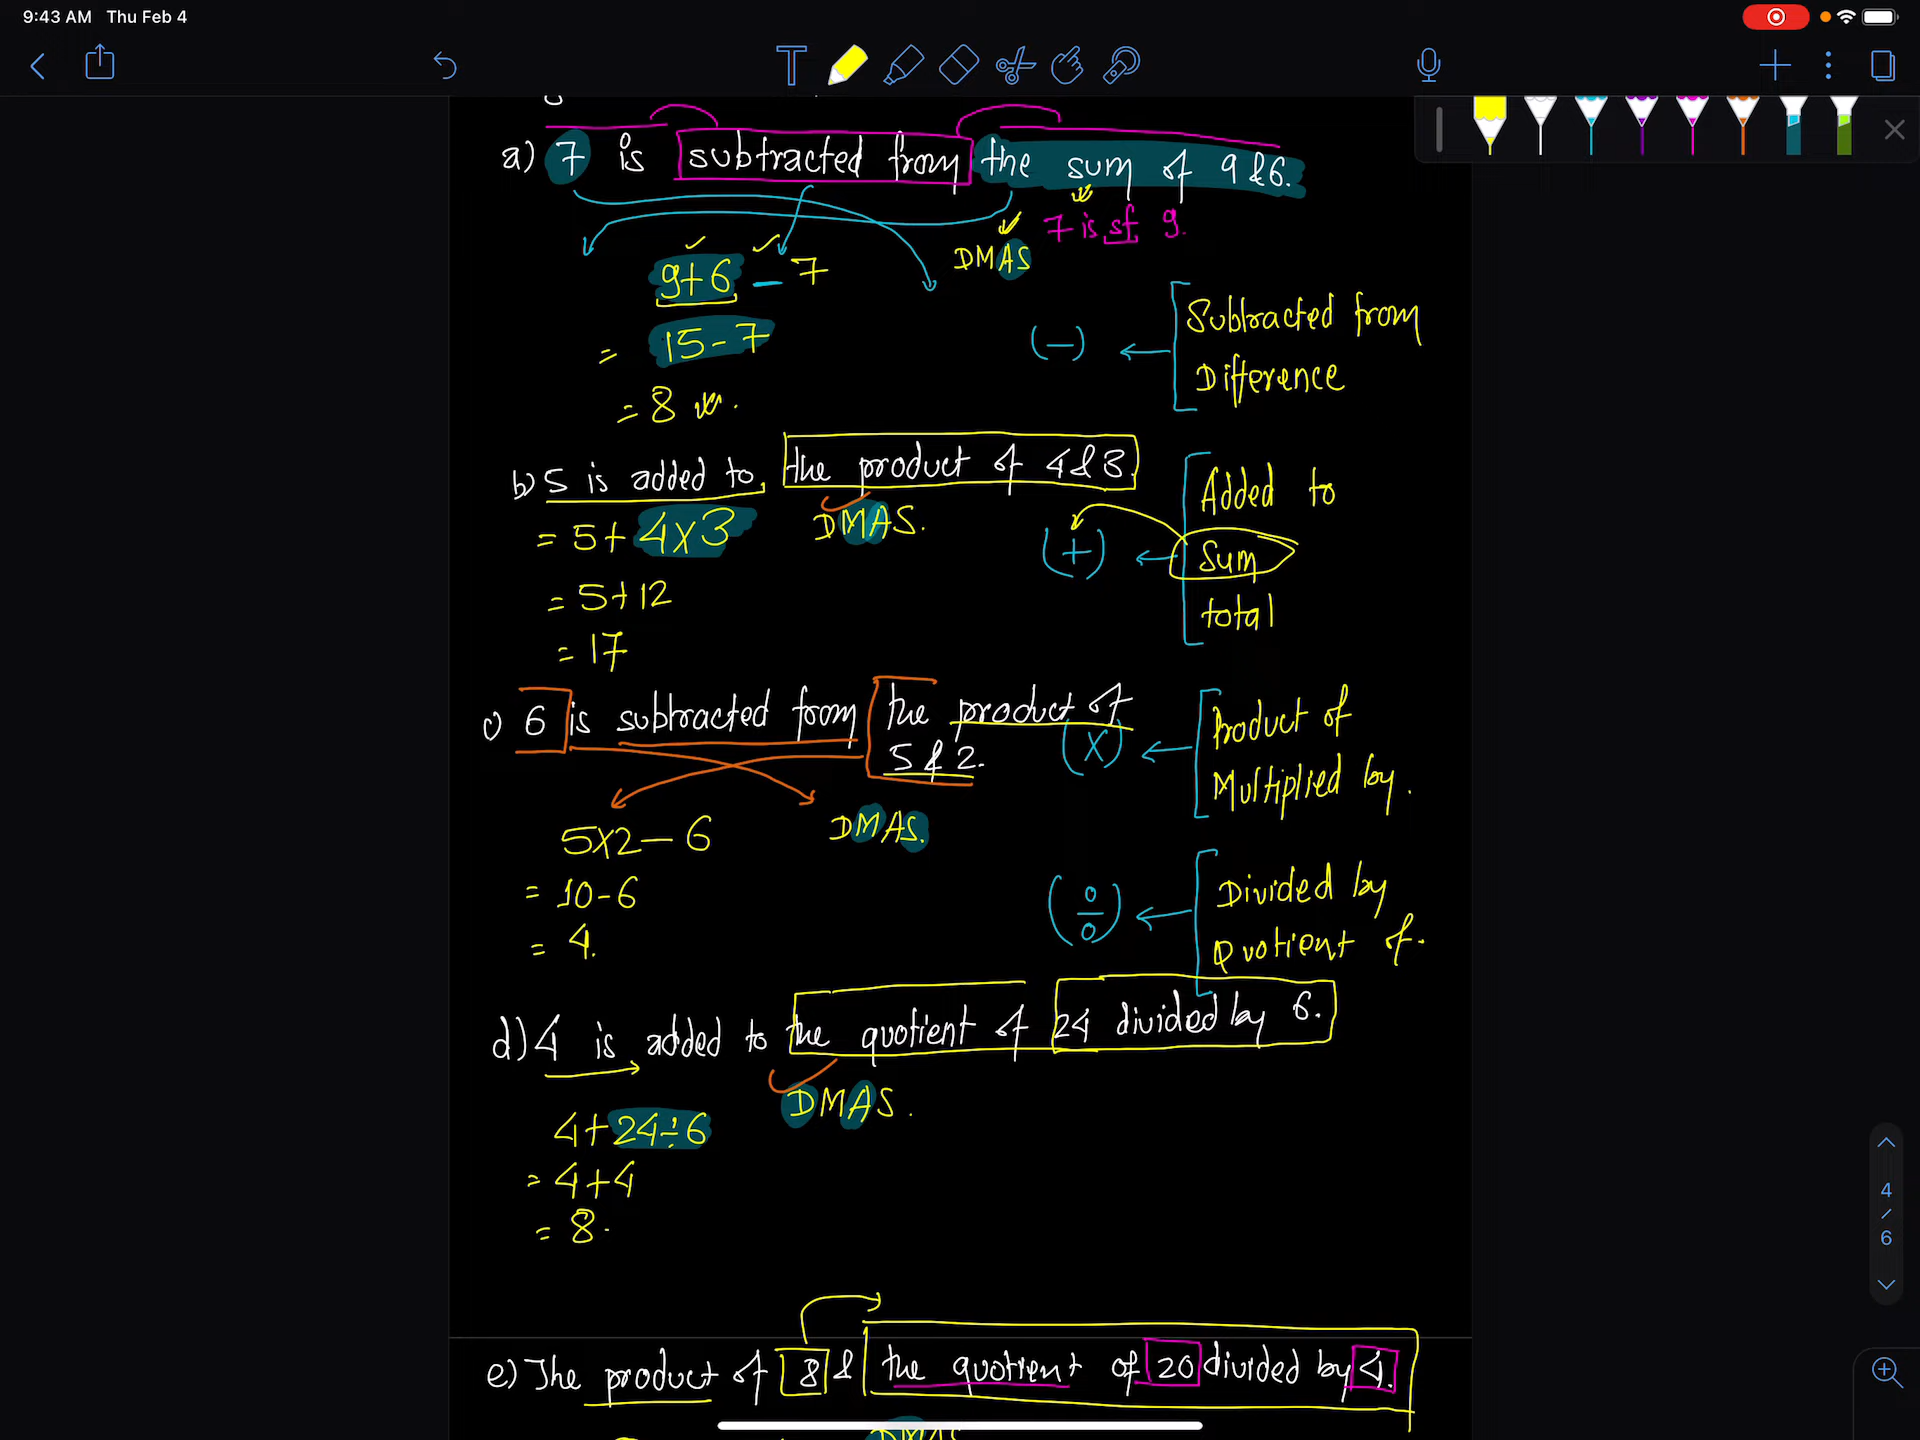 9:43 AM Thu Feb 4
a) 7 is subtracted from the sum of 9 & 6.
7 is sf 9.
DMAS
9+6 - 7
= 15-7
= 8
(-) ← Subtracted from
Difference
b) 5 is added to, the product of 4 & 3.
= 5+ 4x3
DMAS.
= 5+12
= 17
(+) ← Added to
Sum
total
c) 6 is subtracted from the product of
5 & 2.
(x) ← Product of
Multiplied by.
5x2 - 6
DMAS.
= 10-6
= 4.
(÷) ← Divided by
Quotient of.
d) 4 is added to the quotient of 24 divided by 6.
DMAS.
4+24÷6
= 4+4
= 8.
4
/
6
e) The product of 8 & the quotient of 20 divided by 4.
DMAS